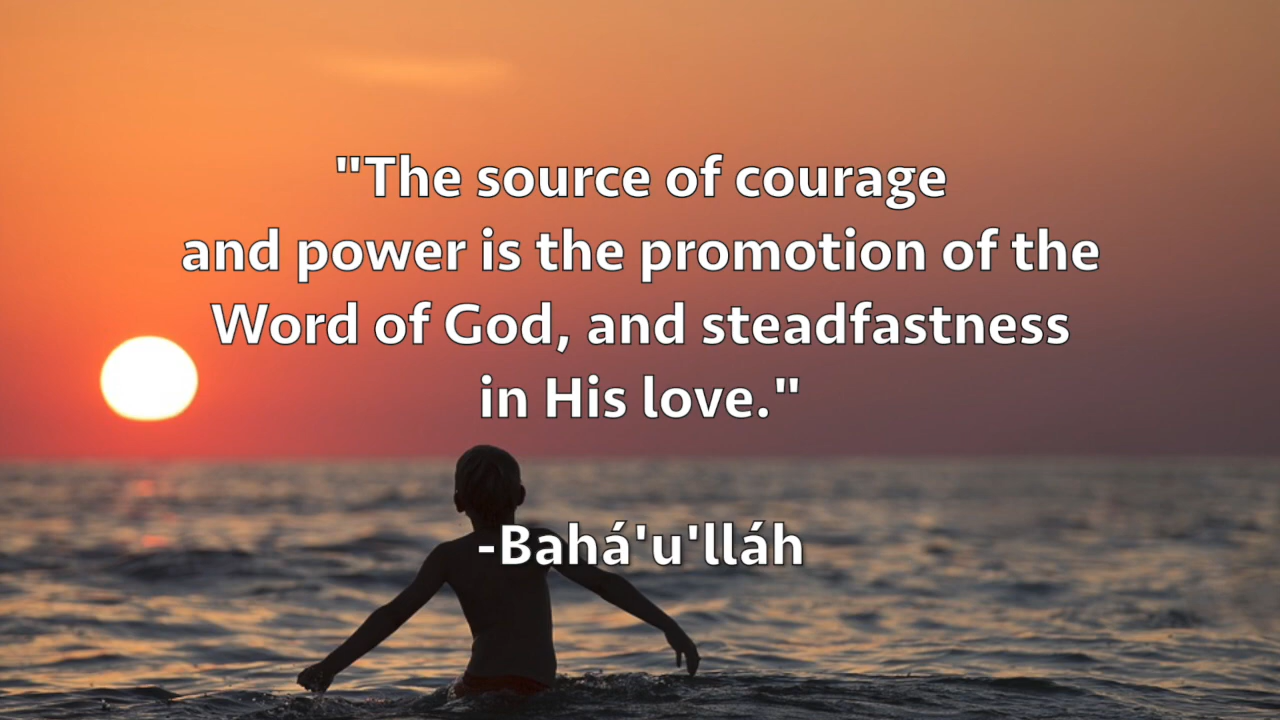 "The source of courage
and power is the promotion of the
Word of God, and steadfastness
in His love."
-Bahá'u'lláh